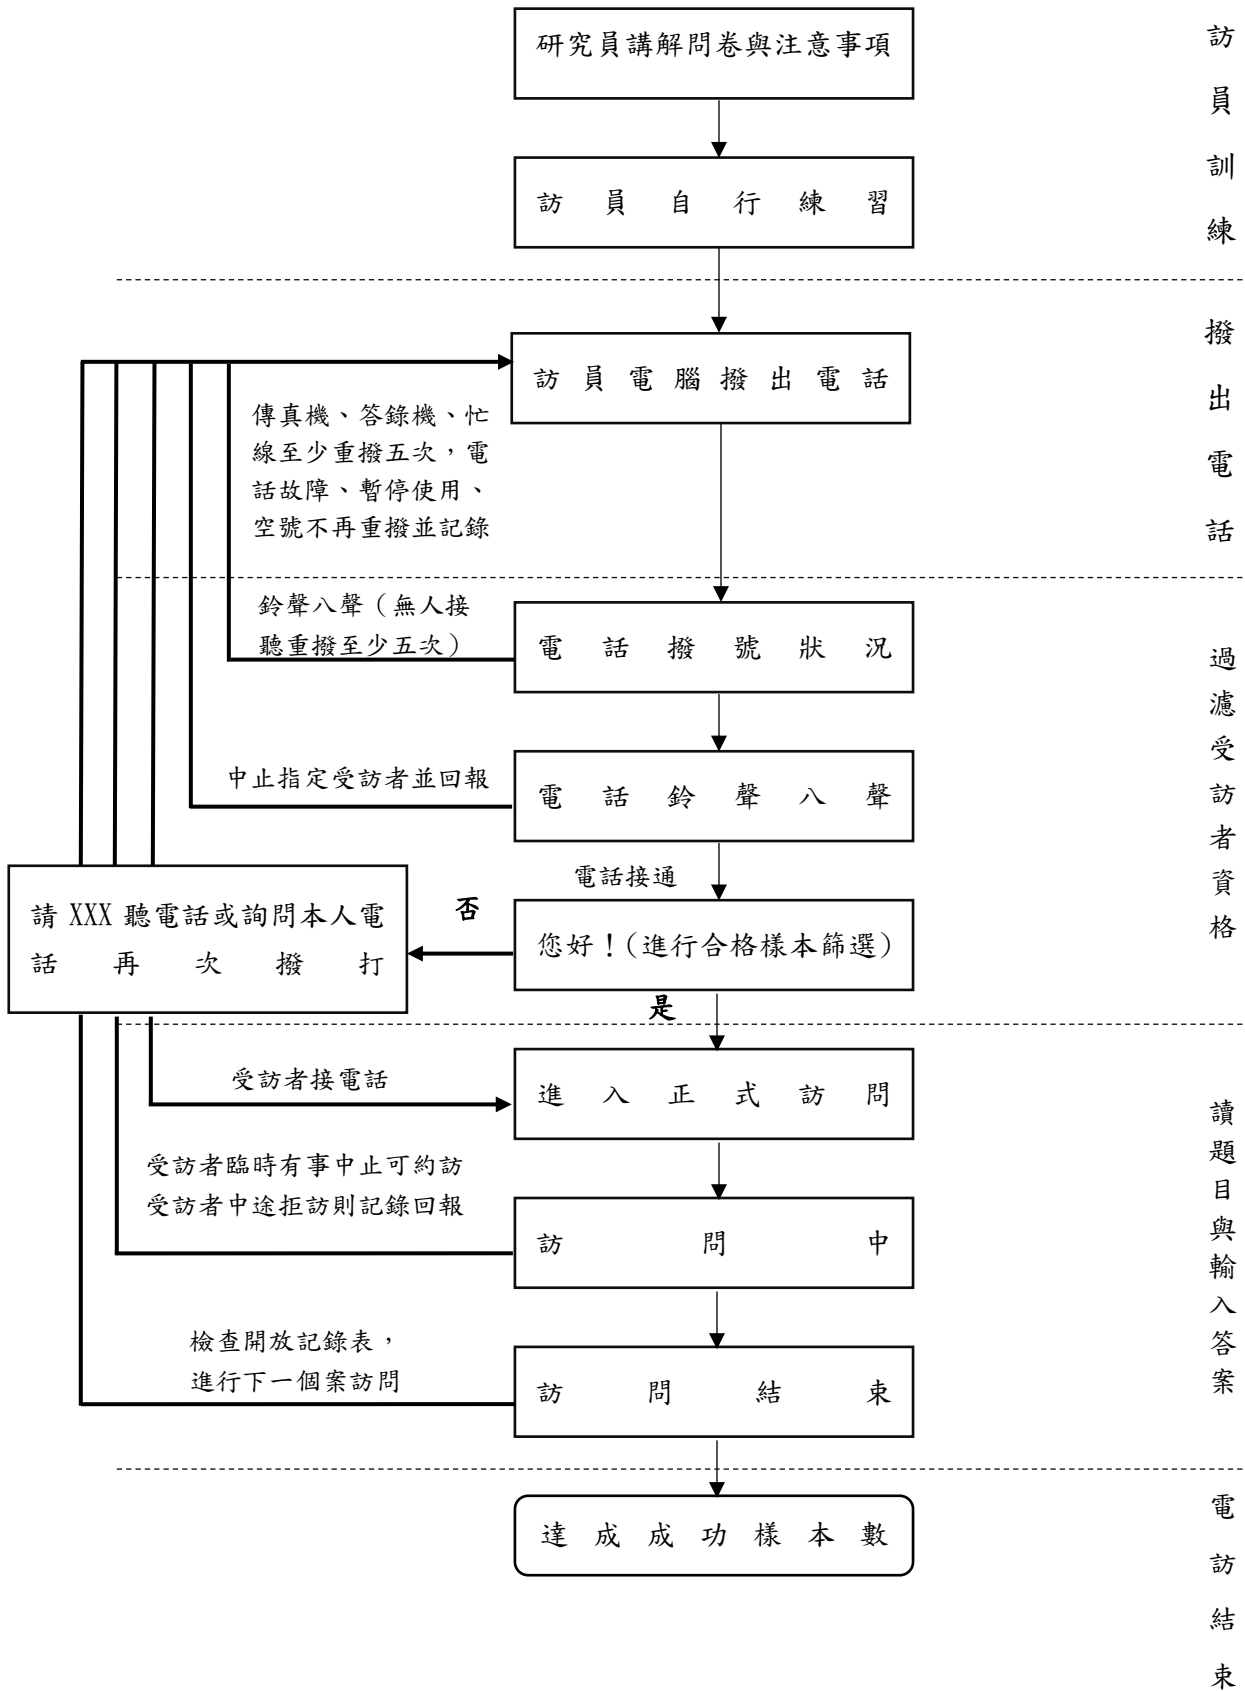 研究員講解問卷與注意事項
訪員自行練習
訪員訓練
訪員電腦撥出電話
傳真機、答錄機、忙
線至少重撥五次，電
話故障、暫停使用、
空號不再重撥並記錄
撥出電話
鈴聲八聲（無人接
聽重撥至少五次）
電話撥號狀況
中止指定受訪者並回報
電話鈴聲八聲
電話接通
請 XXX 聽電話或詢問本人電
話再次撥打
否
您好！(進行合格樣本篩選)
是
過濾受訪者資格
受訪者接電話
進入正式訪問
受訪者臨時有事中止可約訪
受訪者中途拒訪則記錄回報
訪問中
檢查開放記錄表，
進行下一個案訪問
訪問結束
讀題目與輸入答案
達成成功樣本數
電訪結束